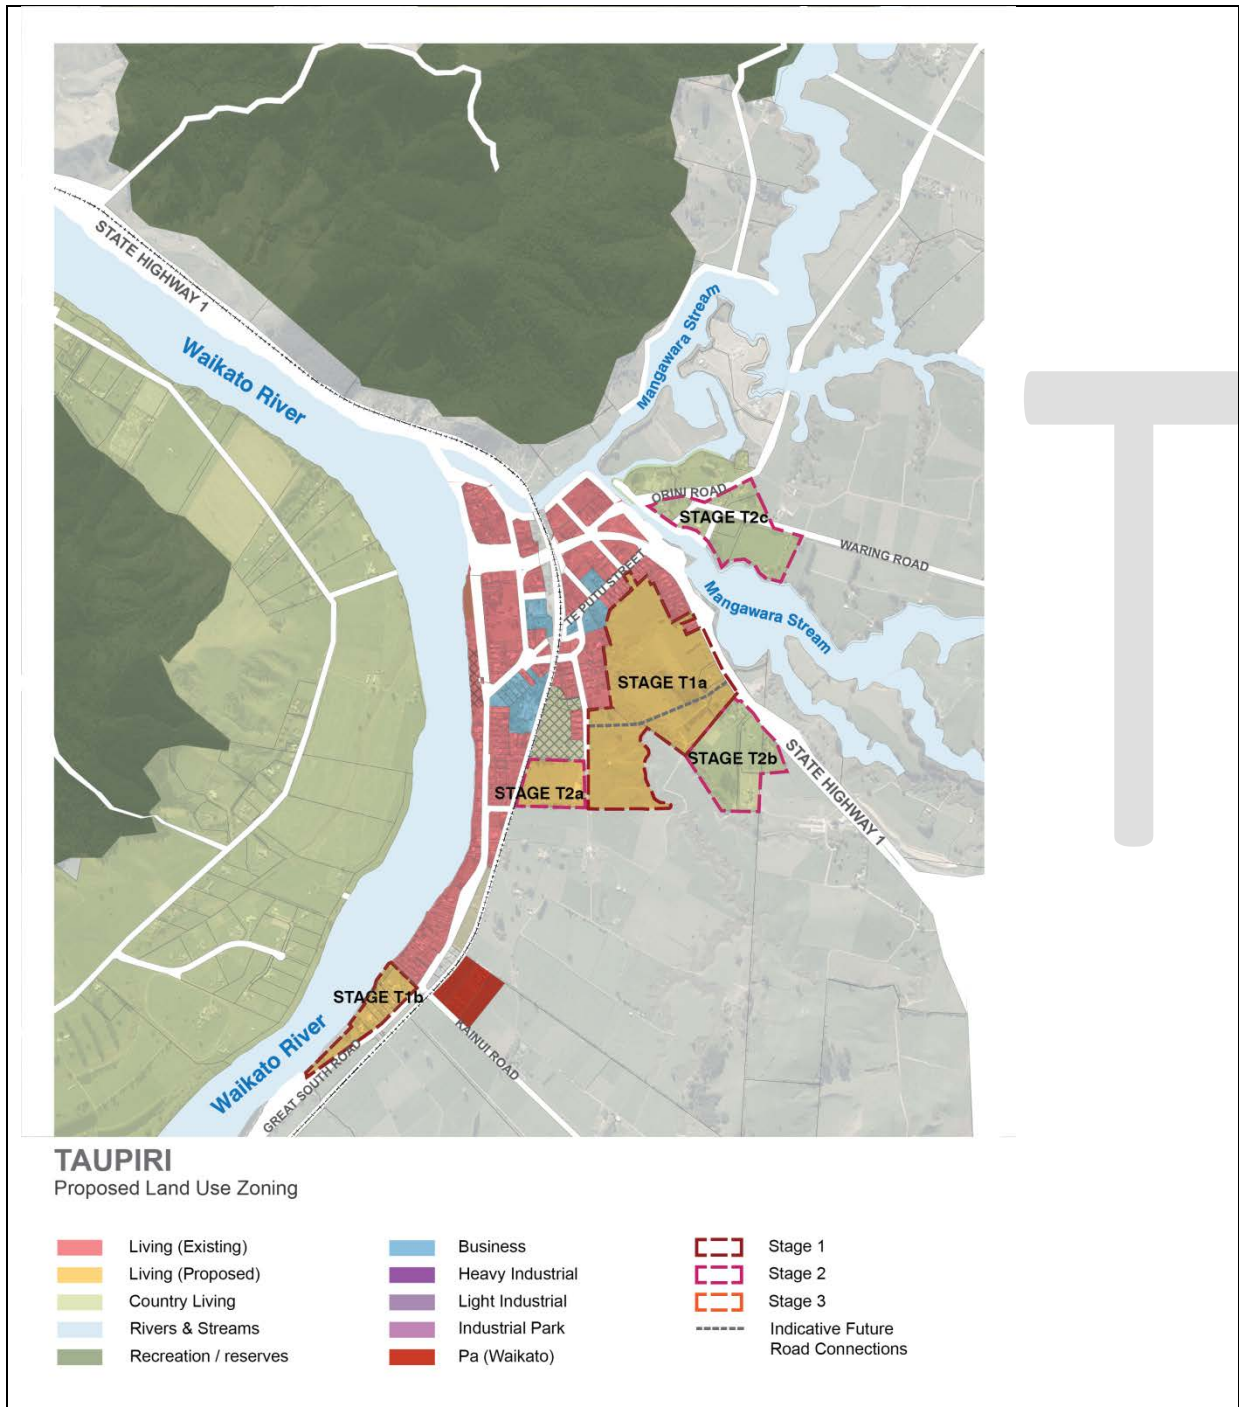 STATE HIGHWAY 1
Waikato River
Mangawara Stream
ORINI ROAD
STAGE T2c
WARING ROAD
TE PUTU STREET
Mangawara Stream
STAGE T1a
STAGE T2b
STATE HIGHWAY 1
STAGE T2a
STAGE T1b
Waikato River
GREAT SOUTH ROAD
KAINUI ROAD
T
TAUPIRI
Proposed Land Use Zoning
Living (Existing)
Living (Proposed)
Country Living
Rivers & Streams
Recreation / reserves
Business
Heavy Industrial
Light Industrial
Industrial Park
Pa (Waikato)
Stage 1
Stage 2
Stage 3
Indicative Future
Road Connections